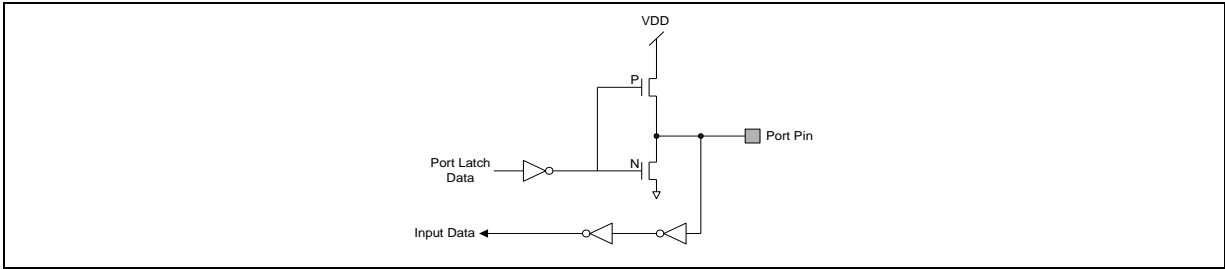 VDD
P
Port Pin
N
Port Latch
Data
Input Data